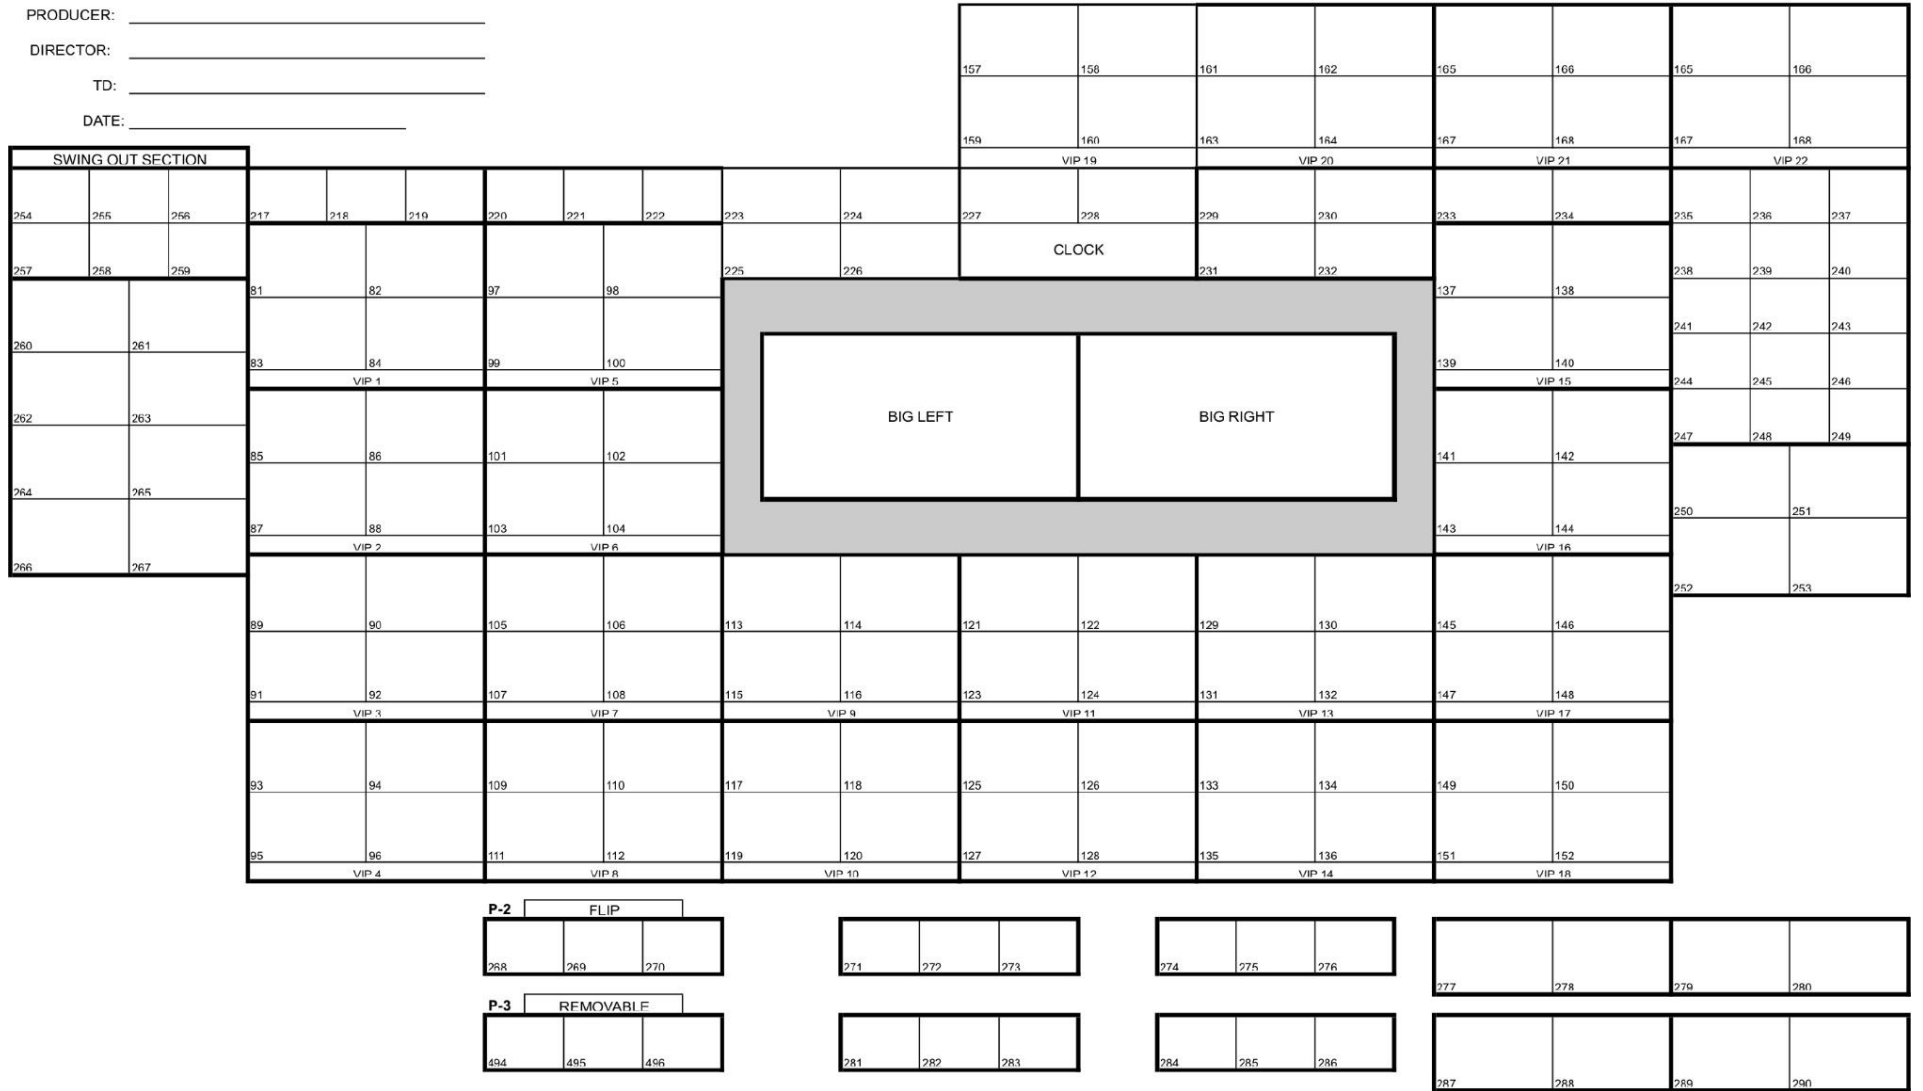 PRODUCER:
DIRECTOR:
TD:
DATE:
157 158 161 162 165 166 165 166
159 160 163 164 167 168 167 168
VIP 19 VIP 20 VIP 21 VIP 22
SWING OUT SECTION
254 255 256 217 218 219 220 221 222 223 224 227 228 229 230 233 234 235 236 237
CLOCK
257 258 259 225 226 231 232 238 239 240
81 82 97 98 137 138
241 242 243
260 261
83 84 99 100 139 140
VIP 1 VIP 5 VIP 15
244 245 246
BIG LEFT BIG RIGHT
262 263
247 248 249
85 86 101 102 141 142
264 265
250 251
87 88 103 104 143 144
VIP 2 VIP 6 VIP 16
266 267
252 253
89 90 105 106 113 114 121 122 129 130 145 146
91 92 107 108 115 116 123 124 131 132 147 148
VIP 3 VIP 7 VIP 9 VIP 11 VIP 13 VIP 17
93 94 109 110 117 118 125 126 133 134 149 150
95 96 111 112 119 120 127 128 135 136 151 152
VIP 4 VIP 8 VIP 10 VIP 12 VIP 14 VIP 18
P-2 FLIP
268 269 270 271 272 273 274 275 276
277 278 279 280
P-3 REMOVABLE
494 495 496 281 282 283 284 285 286
287 288 289 290